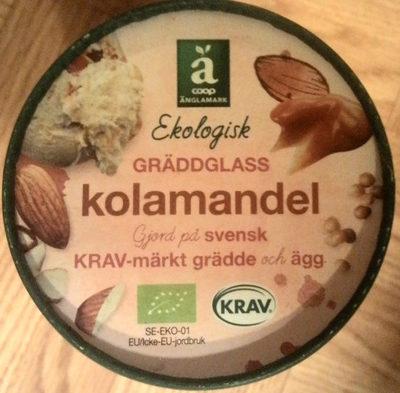 å
coop
ÄNGLAMARK
Ekologisk
GRÄDDGLASS
kolamandel
Gjord på svensk
KRAV-märkt grädde och ägg
KRAV
SE-EKO-01
EU/Icke-EU-jordbruk